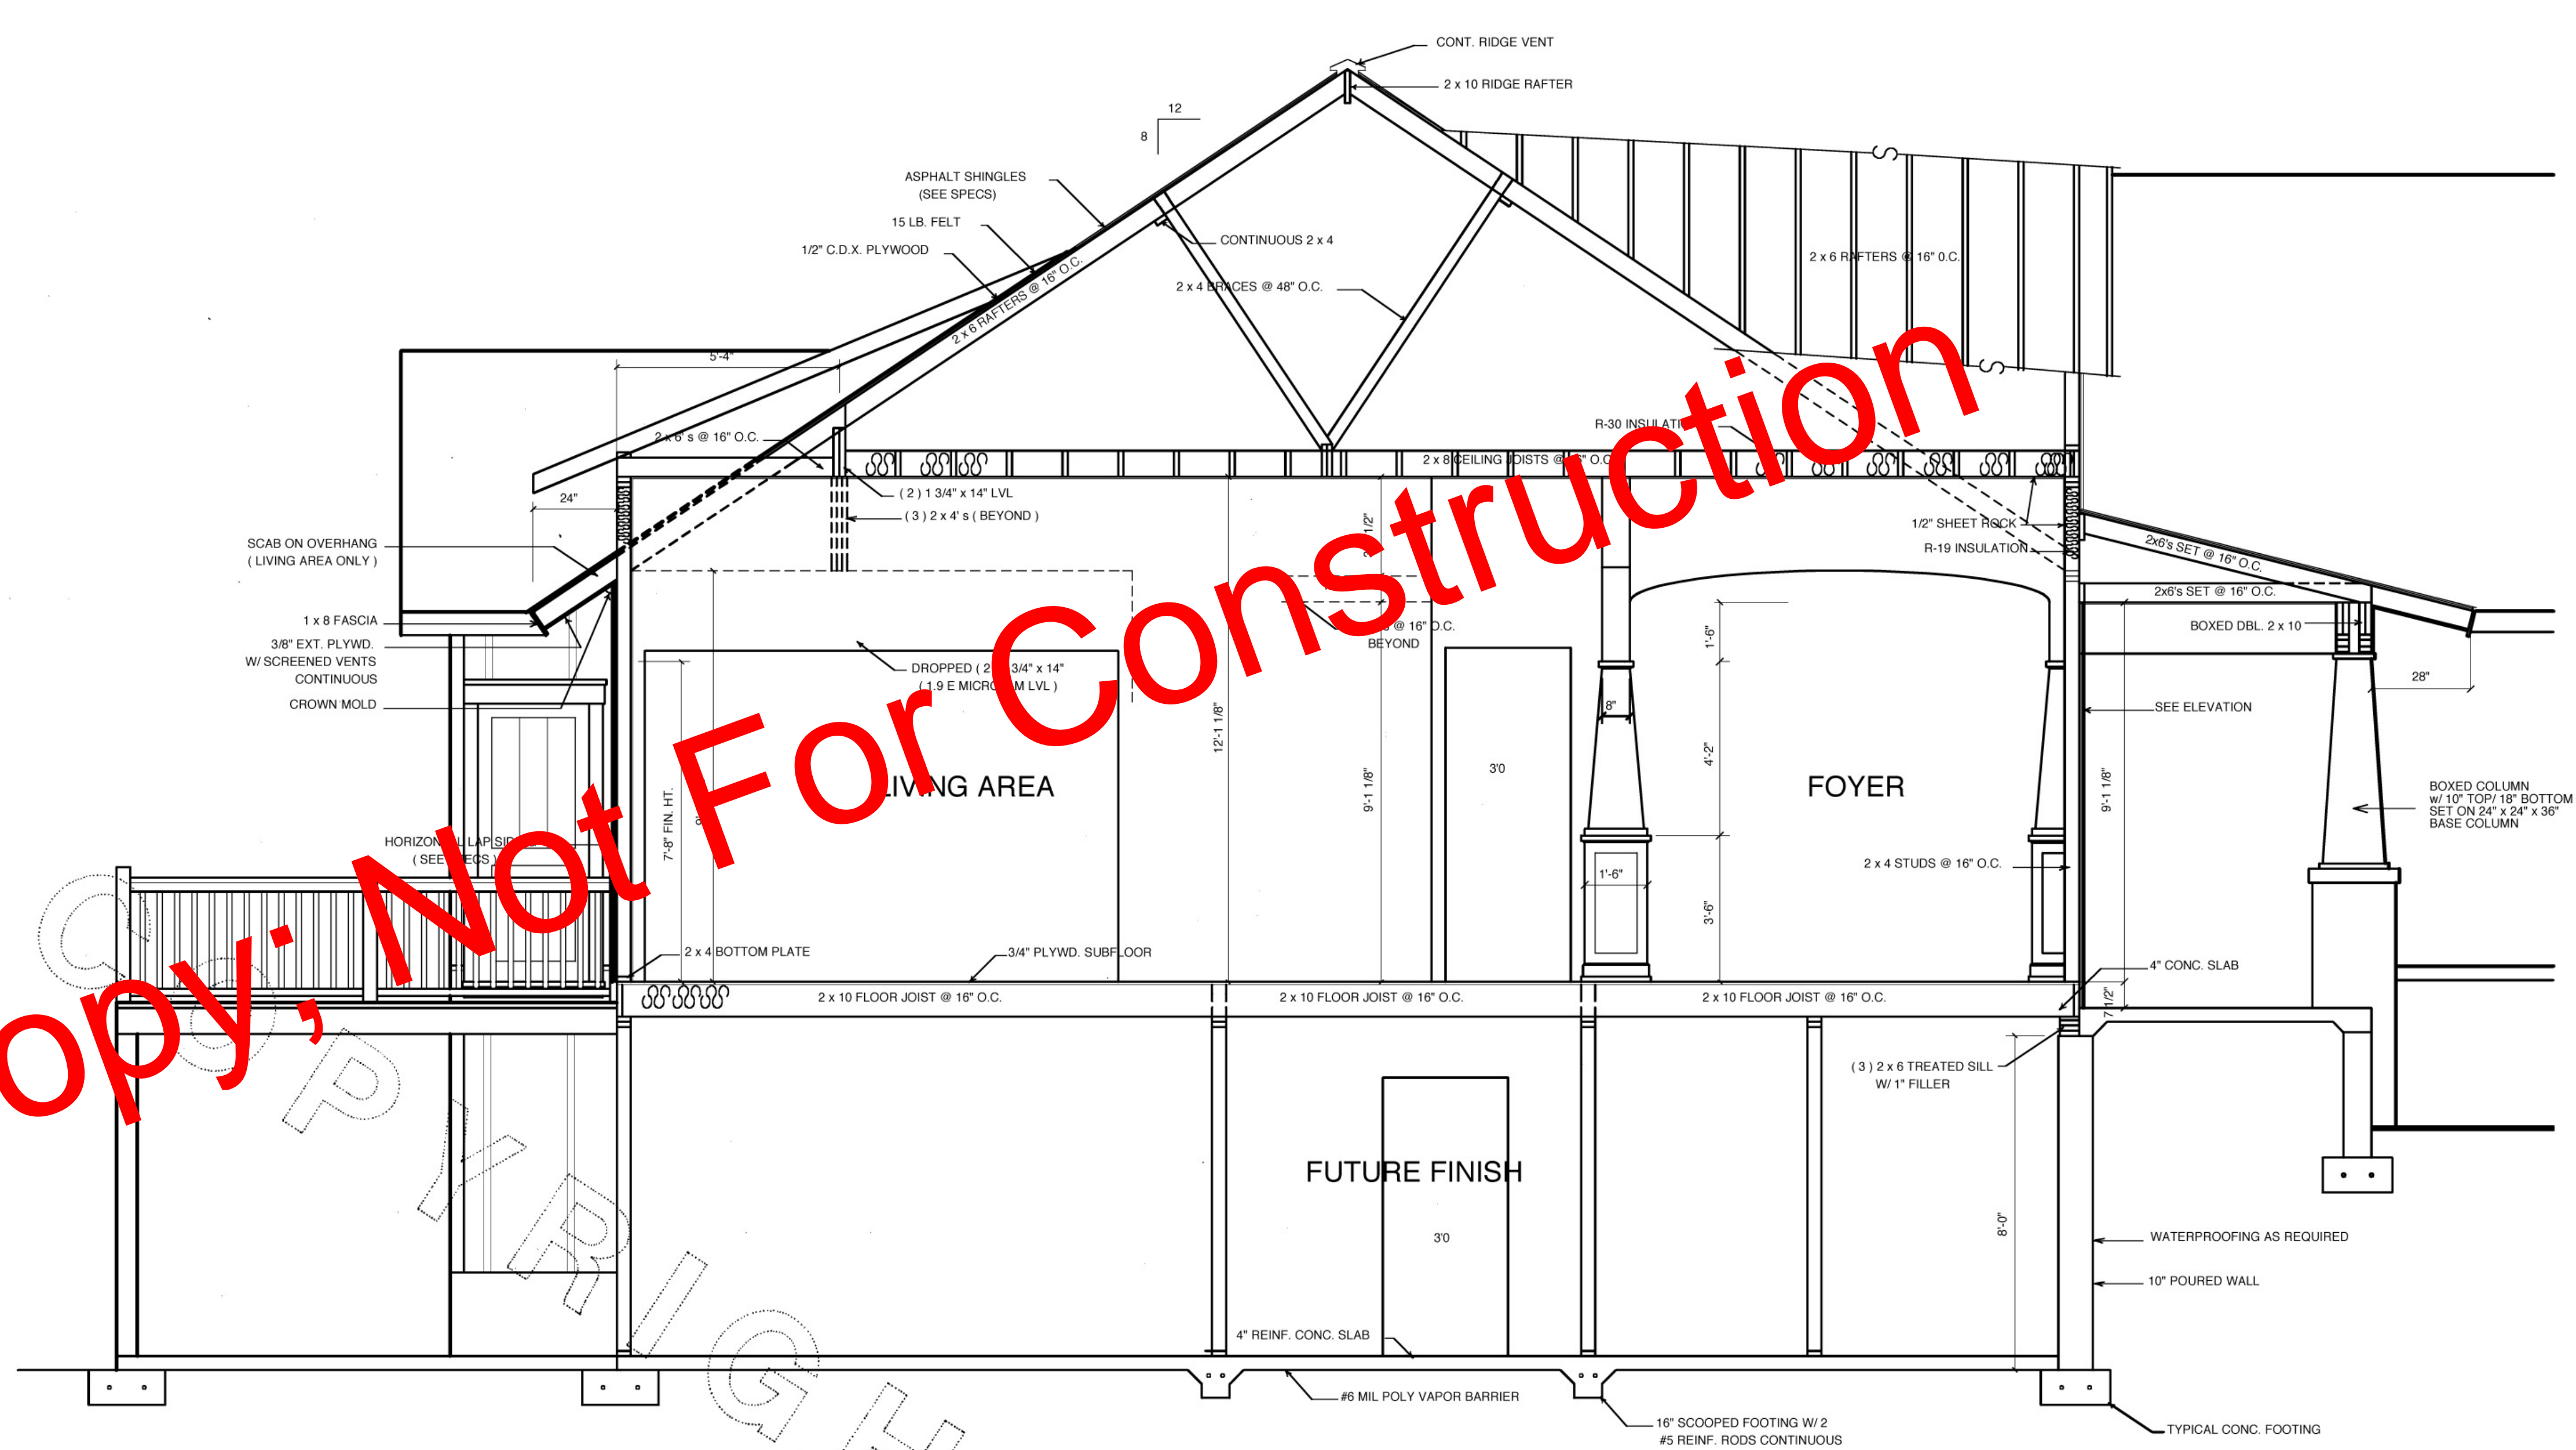 CONT. RIDGE VENT
2 x 10 RIDGE RAFTER
12
8
ASPHALT SHINGLES
(SEE SPECS)
15 LB. FELT
1/2" C.D.X. PLYWOOD
CONTINUOUS 2 x 4
2 x 4 BRACES @ 48" O.C.
2 x 6 RAFTERS @ 16" O.C.
2 x 6 RAFTERS @ 16" 0.C.
5'-4"
2 x 6' s @ 16" O.C.
R-30
2 x 8 CEILING JOISTS @
24"
( 2 ) 1 3/4" x 14" LVL
( 3 ) 2 x 4' s ( BEYOND )
1/2" SHEET ROCK
R-19 INSULATION
2x6's SET @ 16" O.C.
2x6's SET @ 16" O.C.
SCAB ON OVERHANG
( LIVING AREA ONLY )
1 x 8 FASCIA
3/8" EXT. PLYWD.
W/ SCREENED VENTS
CONTINUOUS
CROWN MOLD
@ 16" O.C.
BEYOND
BOXED DBL. 2 x 10
28"
DROPPED ( 2 3/4" x 14"
( 1.9 E LVL )
SEE ELEVATION
12'-1 1/8"
9'-1 1/8"
1'-6"
4'-2"
3'-6"
8"
1'-6"
3'0
7'-8" FIN. HT.
LIVING AREA
FOYER
9'-1 1/8"
BOXED COLUMN
w/ 10" TOP/ 18" BOTTOM
SET ON 24" x 24" x 36"
BASE COLUMN
( SEE
2 x 4 STUDS @ 16" O.C.
2 x 4 BOTTOM PLATE
3/4" PLYWD. SUBFLOOR
4" CONC. SLAB
2 x 10 FLOOR JOIST @ 16" O.C.
2 x 10 FLOOR JOIST @ 16" O.C.
2 x 10 FLOOR JOIST @ 16" O.C.
( 3 ) 2 x 6 TREATED SILL
W/ 1" FILLER
FUTURE FINISH
3'0
8'-0"
WATERPROOFING AS REQUIRED
10" POURED WALL
4" REINF. CONC. SLAB
#6 MIL POLY VAPOR BARRIER
16" SCOOPED FOOTING W/ 2
#5 REINF. RODS CONTINUOUS
TYPICAL CONC. FOOTING
opy; Not For Construction
COPYRIGH